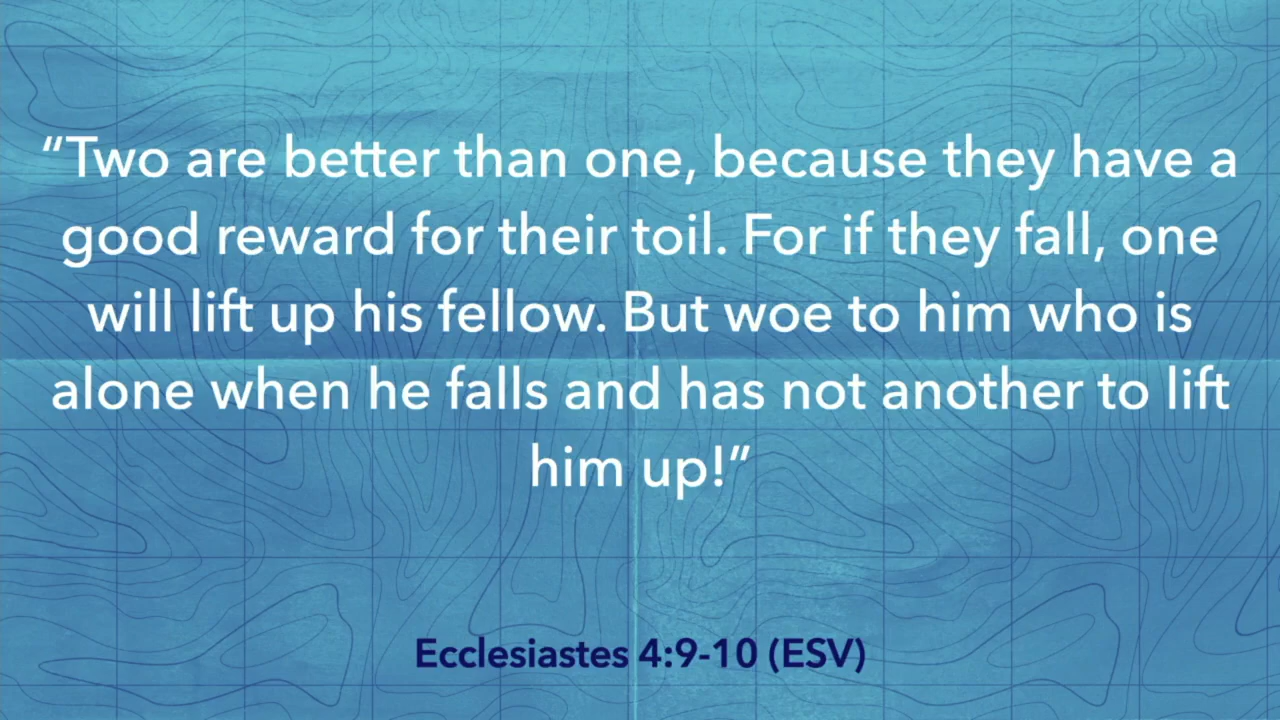 “Two are better than one, because they have a
good reward for their toil. For if they fall, one
will lift up his fellow. But woe to him who is
alone when he falls and has not another to lift
him up!”
Ecclesiastes 4:9-10 (ESV)